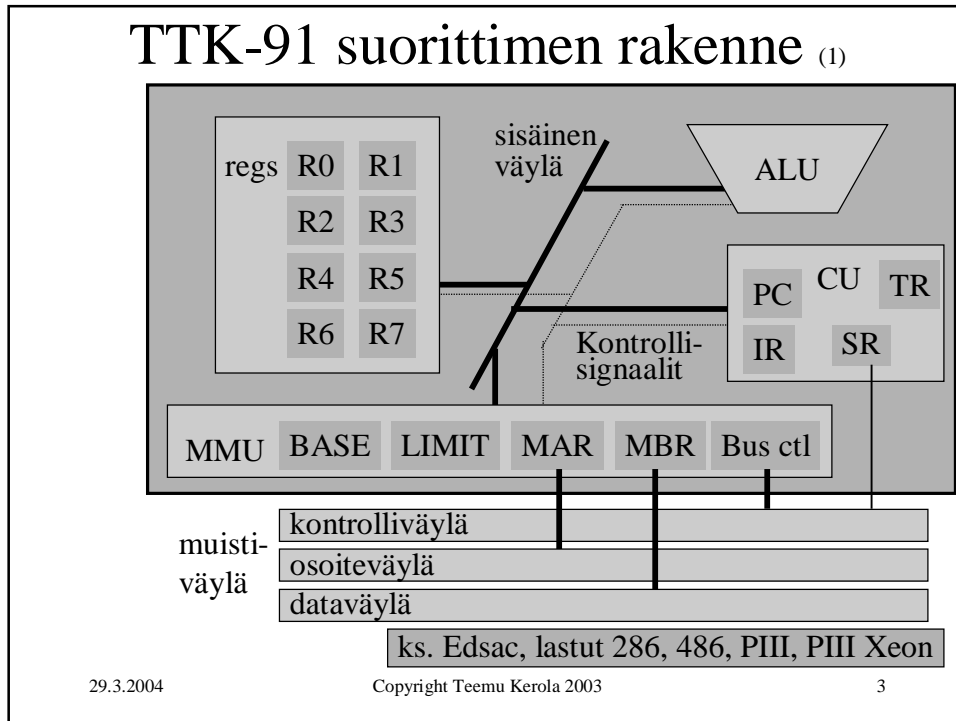 TTK-91 suorittimen rakenne (1)
regs R0 R1
R2 R3
R4 R5
R6 R7
sisäinen
väylä
ALU
PC CU TR
IR SR
Kontrolli-
signaalit
MMU BASE LIMIT MAR MBR Bus ctl
muisti-
väylä
kontrolliväylä
osoiteväylä
dataväylä
ks. Edsac, lastut 286, 486, PIII, PIII Xeon
29.3.2004 Copyright Teemu Kerola 2003 3